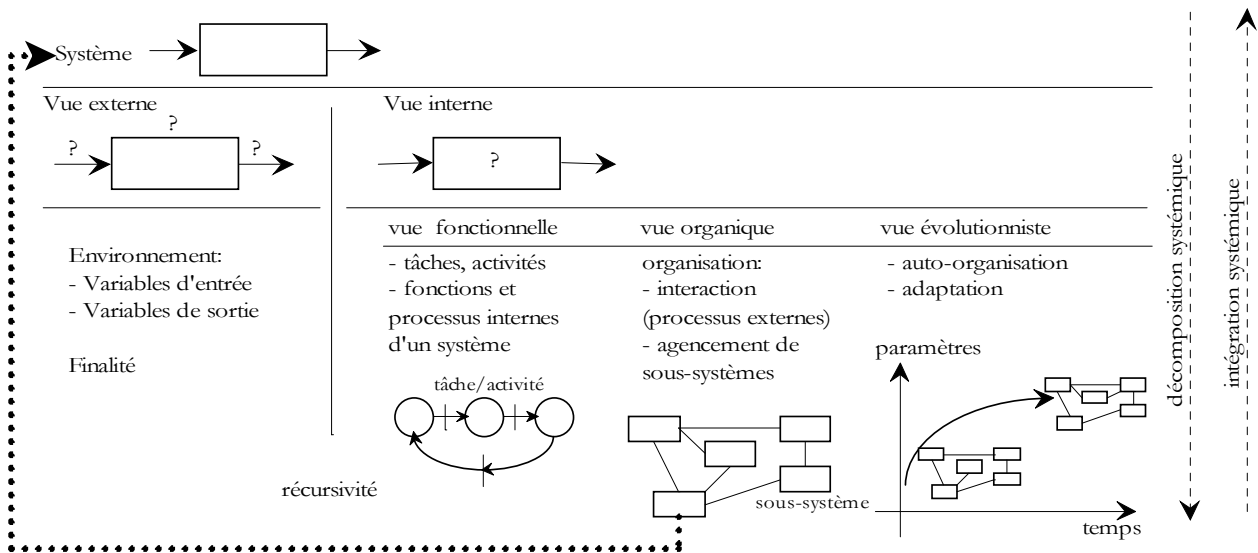 Système
Vue externe
?
?
?
Vue interne
?
Environnement:
- Variables d'entrée
- Variables de sortie
Finalité
récursivité
vue fonctionnelle
- tâches, activités
- fonctions et
processus internes
d'un système
tâche/activité
vue organique
organisation:
- interaction
(processus externes)
- agencement de
sous-systèmes
sous-système
vue évolutionniste
- auto-organisation
- adaptation
paramètres
temps
décomposition systémique
intégration systémique